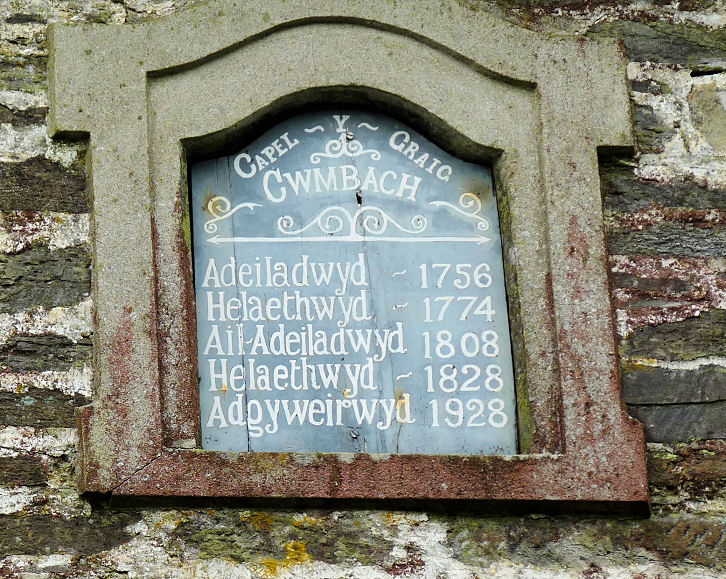 Capel ~ Y ~ Graig
Cwmbach
Adeiladwyd ~ 1756
Helaethwyd ~ 1774
Ail-Adeiladwyd 1808
Helaethwyd ~ 1828
Adgyweirwyd 1928